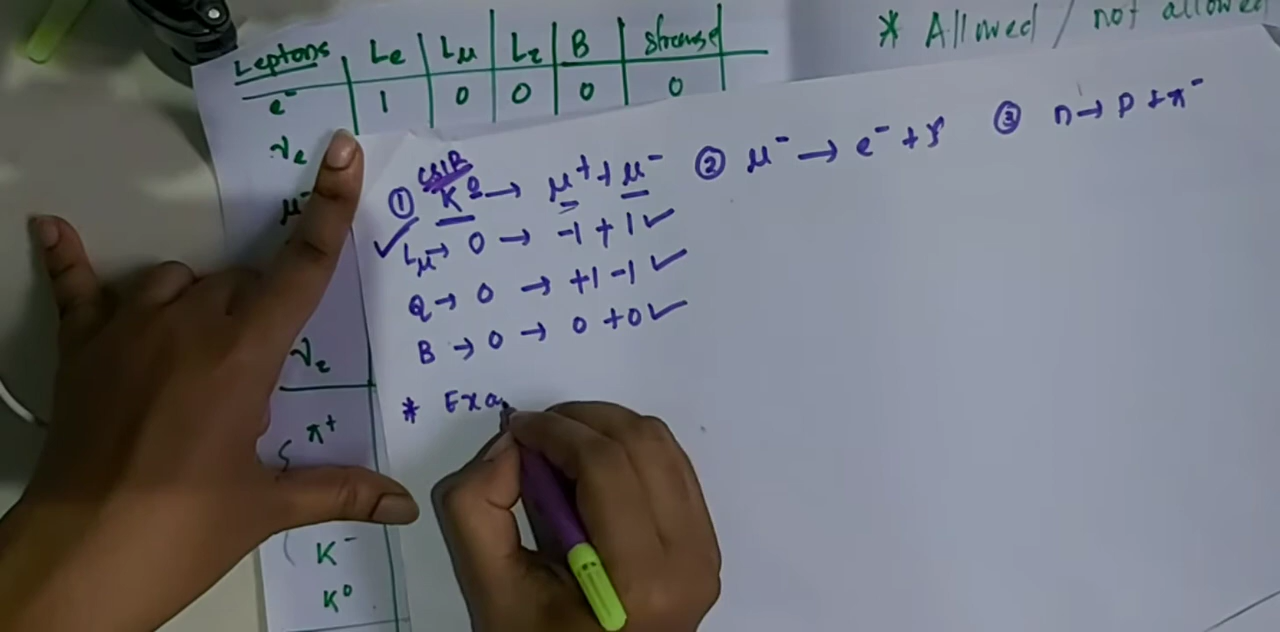 Leptons Le Lμ Lτ B Strange
e⁻ 1 0 0 0 0
νe
μ⁻
ντ
π⁺
K⁻
K⁰
* Allowed / not allowed
CSIR
① K⁰ → μ⁺ + μ⁻ ② μ⁻ → e⁻ + γ ③ n → p + π⁻
✓ Lμ → 0 → -1 + 1 ✓
Q → 0 → +1 -1 ✓
B → 0 → 0 + 0 ✓
* Exa